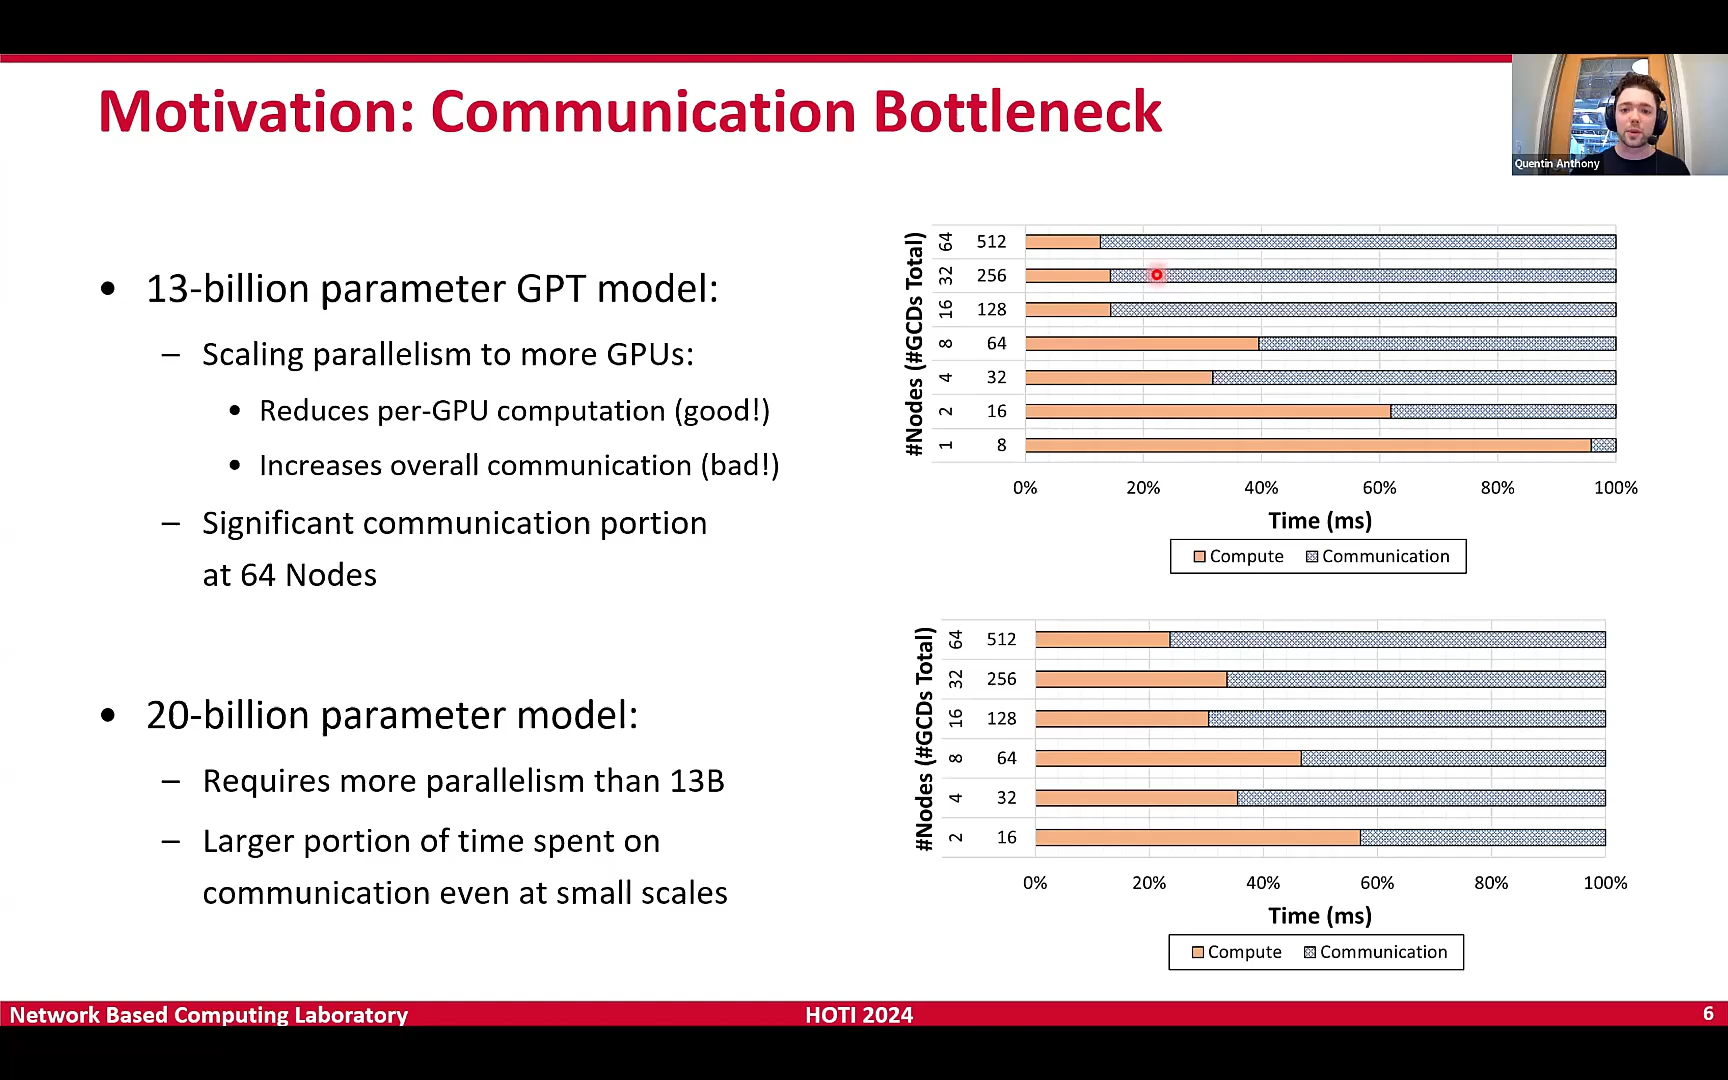 Motivation: Communication Bottleneck
Quentin Anthony
• 13-billion parameter GPT model:
– Scaling parallelism to more GPUs:
• Reduces per-GPU computation (good!)
• Increases overall communication (bad!)
– Significant communication portion
at 64 Nodes
• 20-billion parameter model:
– Requires more parallelism than 13B
– Larger portion of time spent on
communication even at small scales
#Nodes (#GCDs Total)
64 512
32 256
16 128
8 64
4 32
2 16
1 8
0% 20% 40% 60% 80% 100%
Time (ms)
Compute Communication
#Nodes (#GCDs Total)
64 512
32 256
16 128
8 64
4 32
2 16
0% 20% 40% 60% 80% 100%
Time (ms)
Compute Communication
Network Based Computing Laboratory HOTI 2024 6